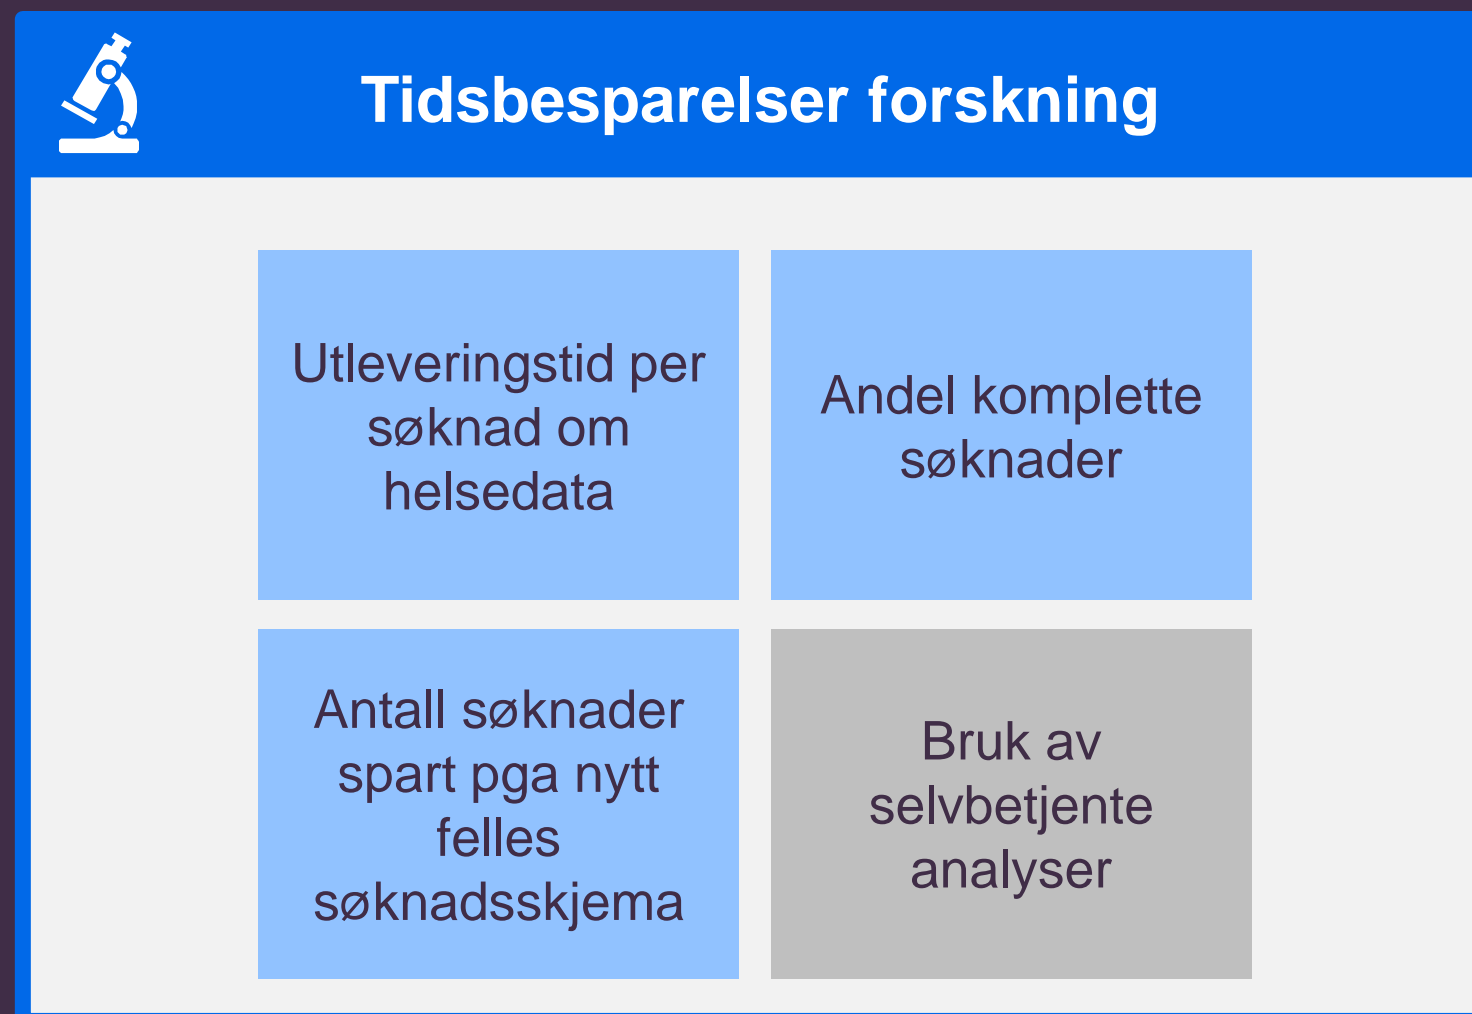 Tidsbesparelser forskning
Utleveringstid per
søknad om
helsedata
Andel komplette
søknader
Antall søknader
spart pga nytt
felles
søknadsskjema
Bruk av
selvbetjente
analyser